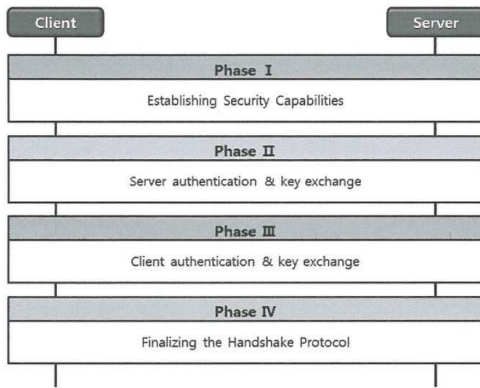 Client Server
Phase I
Establishing Security Capabilities
Phase II
Server authentication & key exchange
Phase III
Client authentication & key exchange
Phase IV
Finalizing the Handshake Protocol